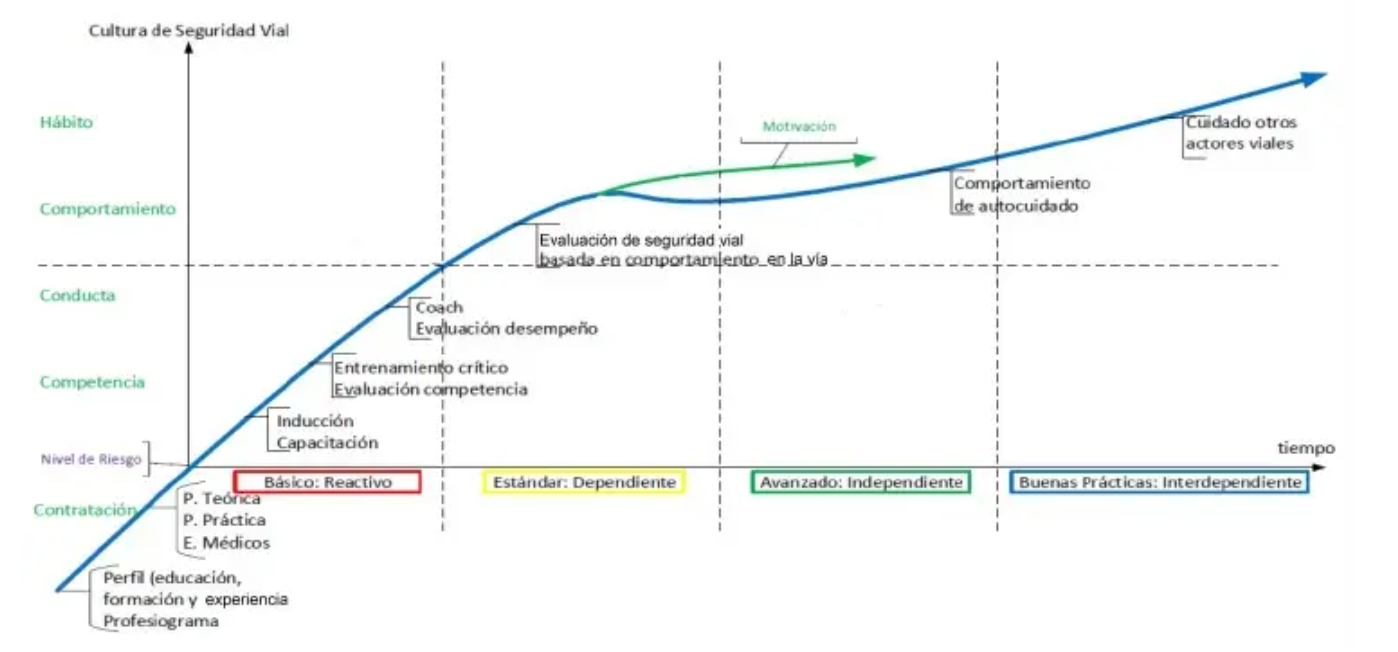 Cultura de Seguridad Vial
Hábito
Motivación
Cuidado otros
actores viales
Comportamiento
de autocuidado
Comportamiento
Evaluación de seguridad vial
basada en comportamiento en la vía
Conducta
Coach
Evaluación desempeño
Entrenamiento crítico
Evaluación competencia
Competencia
Inducción
Capacitación
Nivel de Riesgo
tiempo
Básico: Reactivo
Estándar: Dependiente
Avanzado: Independiente
Buenas Prácticas: Interdependiente
Contratación
P. Teórica
P. Práctica
E. Médicos
Perfil (educación,
formación y experiencia
Profesiograma